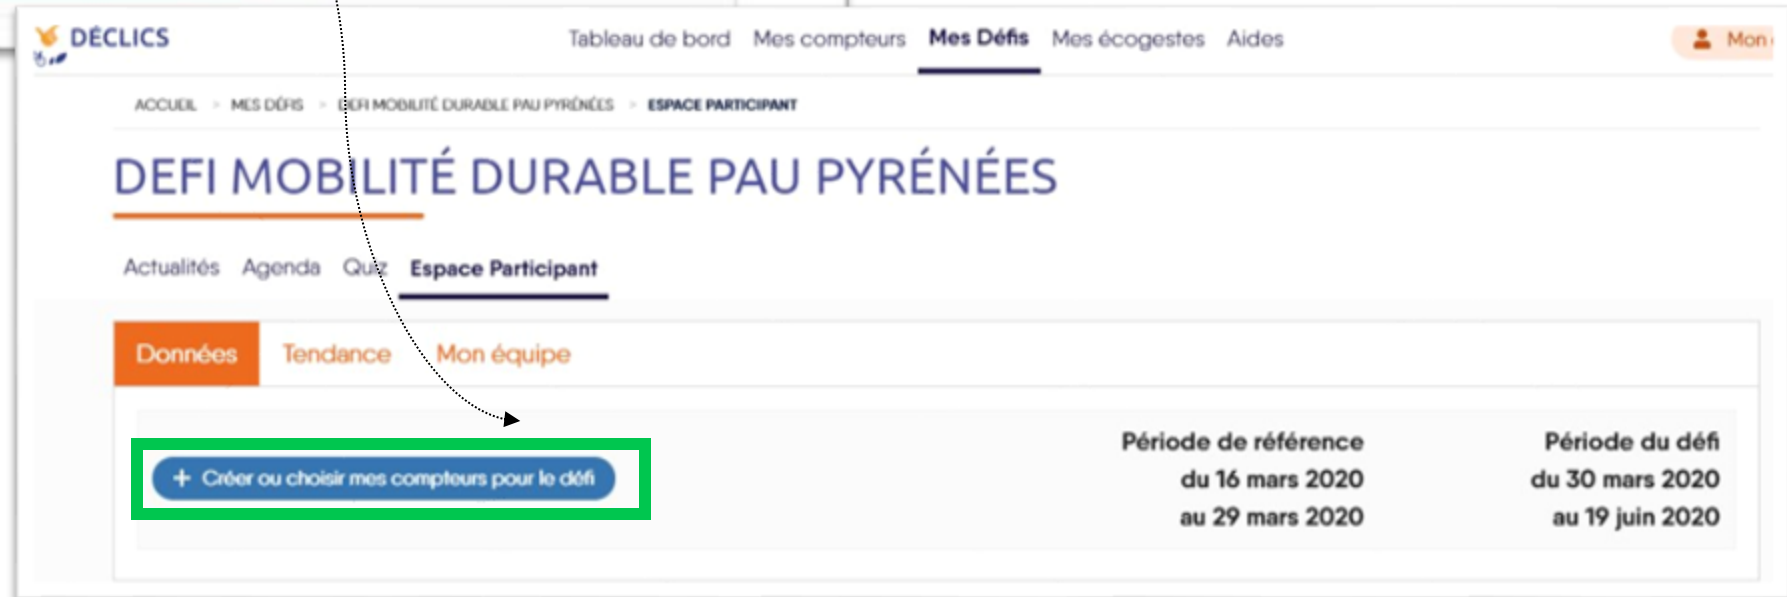 DÉCLICS
Tableau de bord Mes compteurs Mes Défis Mes écogestes Aides
Mon
ACCUEIL > MES DÉFIS > DEFI MOBILITÉ DURABLE PAU PYRÉNÉES > ESPACE PARTICIPANT
DEFI MOBILITÉ DURABLE PAU PYRÉNÉES
Actualités Agenda Quiz Espace Participant
Données Tendance Mon équipe
+ Créer ou choisir mes compteurs pour le défi
Période de référence
du 16 mars 2020
au 29 mars 2020
Période du défi
du 30 mars 2020
au 19 juin 2020